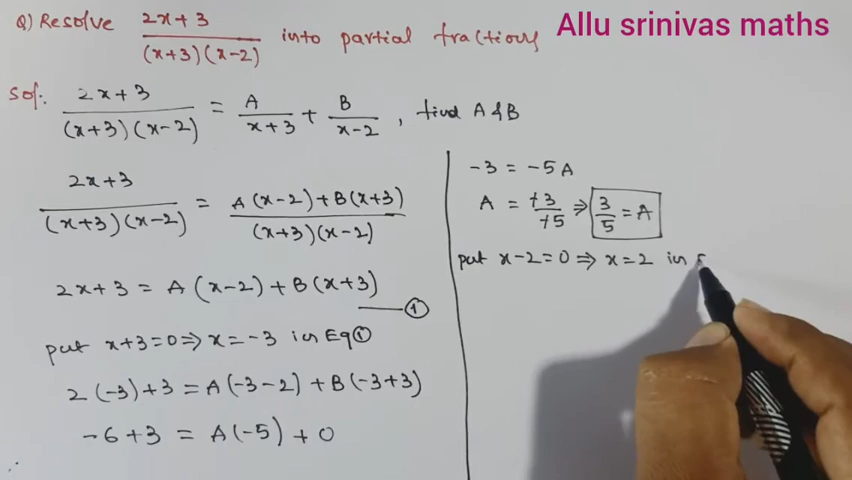 Q) Resolve (2x+3)/((x+3)(x-2)) into partial fractions
Allu srinivas maths
Sol: (2x+3)/((x+3)(x-2)) = A/(x+3) + B/(x-2), find A & B
(2x+3)/((x+3)(x-2)) = (A(x-2)+B(x+3))/((x+3)(x-2))
2x+3 = A(x-2)+B(x+3) —①
put x+3=0⇒x=-3 in Eq①
2(-3)+3 = A(-3-2)+B(-3+3)
-6+3 = A(-5)+0
-3 = -5A
A = +3/+5 ⇒ 3/5 = A
put x-2=0⇒x=2 in